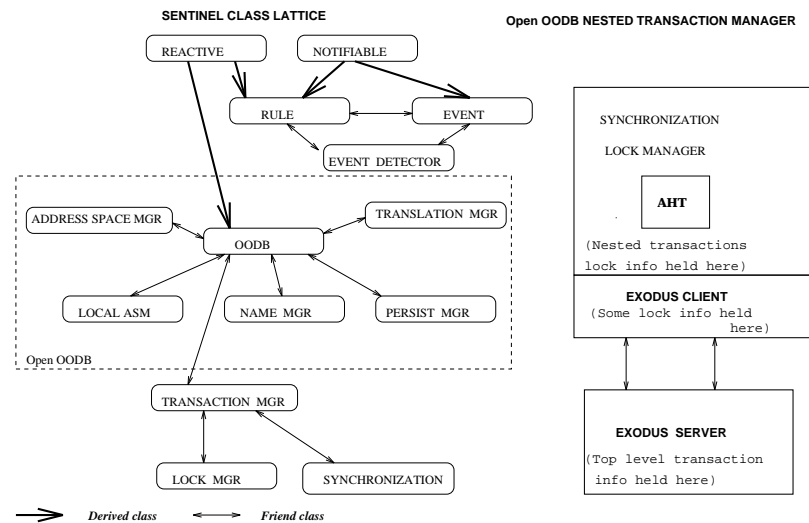 SENTINEL CLASS LATTICE
Open OODB NESTED TRANSACTION MANAGER
REACTIVE
NOTIFIABLE
RULE
EVENT
EVENT DETECTOR
ADDRESS SPACE MGR
TRANSLATION MGR
OODB
LOCAL ASM
NAME MGR
PERSIST MGR
Open OODB
TRANSACTION MGR
LOCK MGR
SYNCHRONIZATION
Derived class
Friend class
SYNCHRONIZATION
LOCK MANAGER
AHT
(Nested transactions
lock info held here)
EXODUS CLIENT
(Some lock info held
here)
EXODUS SERVER
(Top level transaction
info held here)